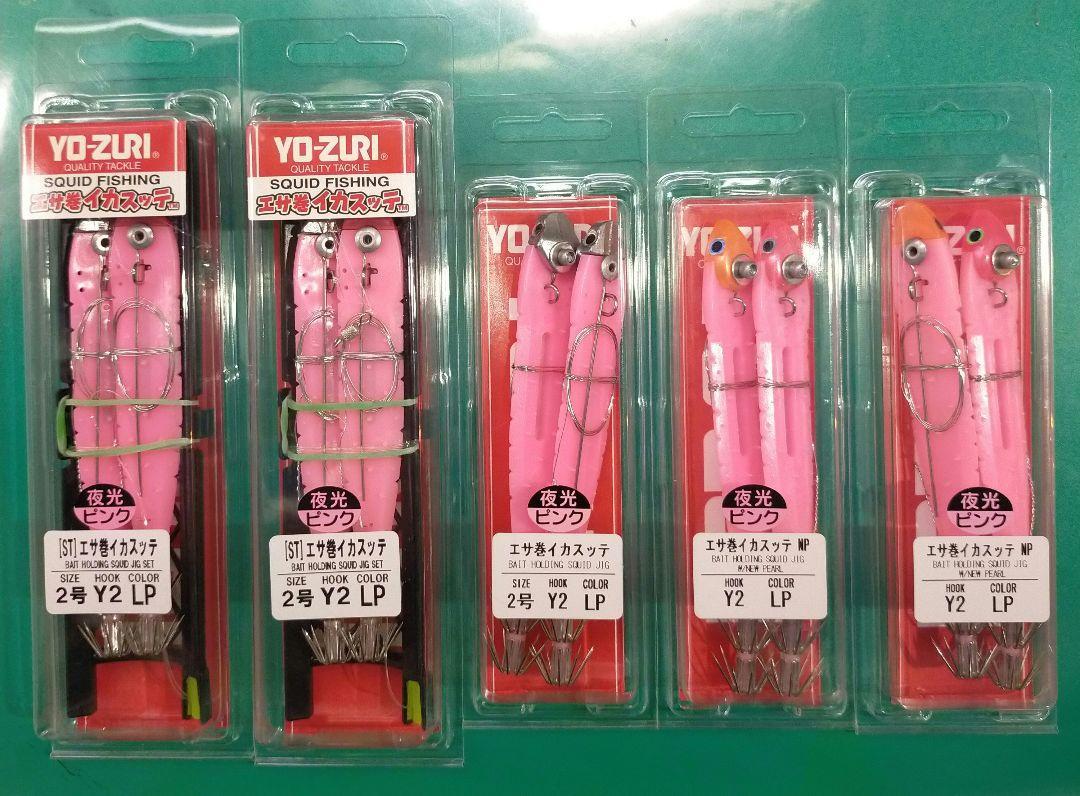 YO-ZURI®
QUALITY TACKLE
SQUID FISHING
エサ巻イカスッテ™
夜光
ピンク
[ST]エサ巻イカスッテ
BAIT HOLDING SQUID JIG SET
SIZE HOOK COLOR
2号 Y2 LP
YO-ZURI®
QUALITY TACKLE
SQUID FISHING
エサ巻イカスッテ™
夜光
ピンク
[ST]エサ巻イカスッテ
BAIT HOLDING SQUID JIG SET
SIZE HOOK COLOR
2号 Y2 LP
夜光
ピンク
エサ巻イカスッテ
BAIT HOLDING SQUID JIG
SIZE HOOK COLOR
2号 Y2 LP
夜光
ピンク
エサ巻イカスッテ NP
BAIT HOLDING SQUID JIG
W/NEW PEARL
HOOK COLOR
Y2 LP
夜光
ピンク
エサ巻イカスッテ NP
BAIT HOLDING SQUID JIG
W/NEW PEARL
HOOK COLOR
Y2 LP